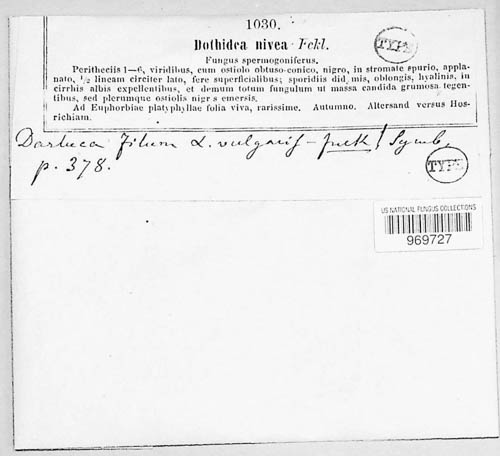 1030.
Dothidea nivea Fckl.
TYPE
Fungus spermogoniferus.
Peritheciis 1—6, viridibus, cum ostiolo obtuso-conico, nigro, in stromate spurio, appla-
nato, ½ lineam circiter lato, fere superficialibus; sporidiis did mis, oblongis, hyalinis, in
cirrhis albis expellentibus, et demum totum fungulum ut massa candida grumosa tegen-
tibus, sed plerumque ostiolis nigr s emersis.
Ad Euphorbiae platyphyllae folia viva, rarissime. Autumno. Altersand versus Hos-
richiam.
Darluca filum α. vulgaris — fuck! Symb.
p. 378.
TYPE
US NATIONAL FUNGUS COLLECTIONS
969727